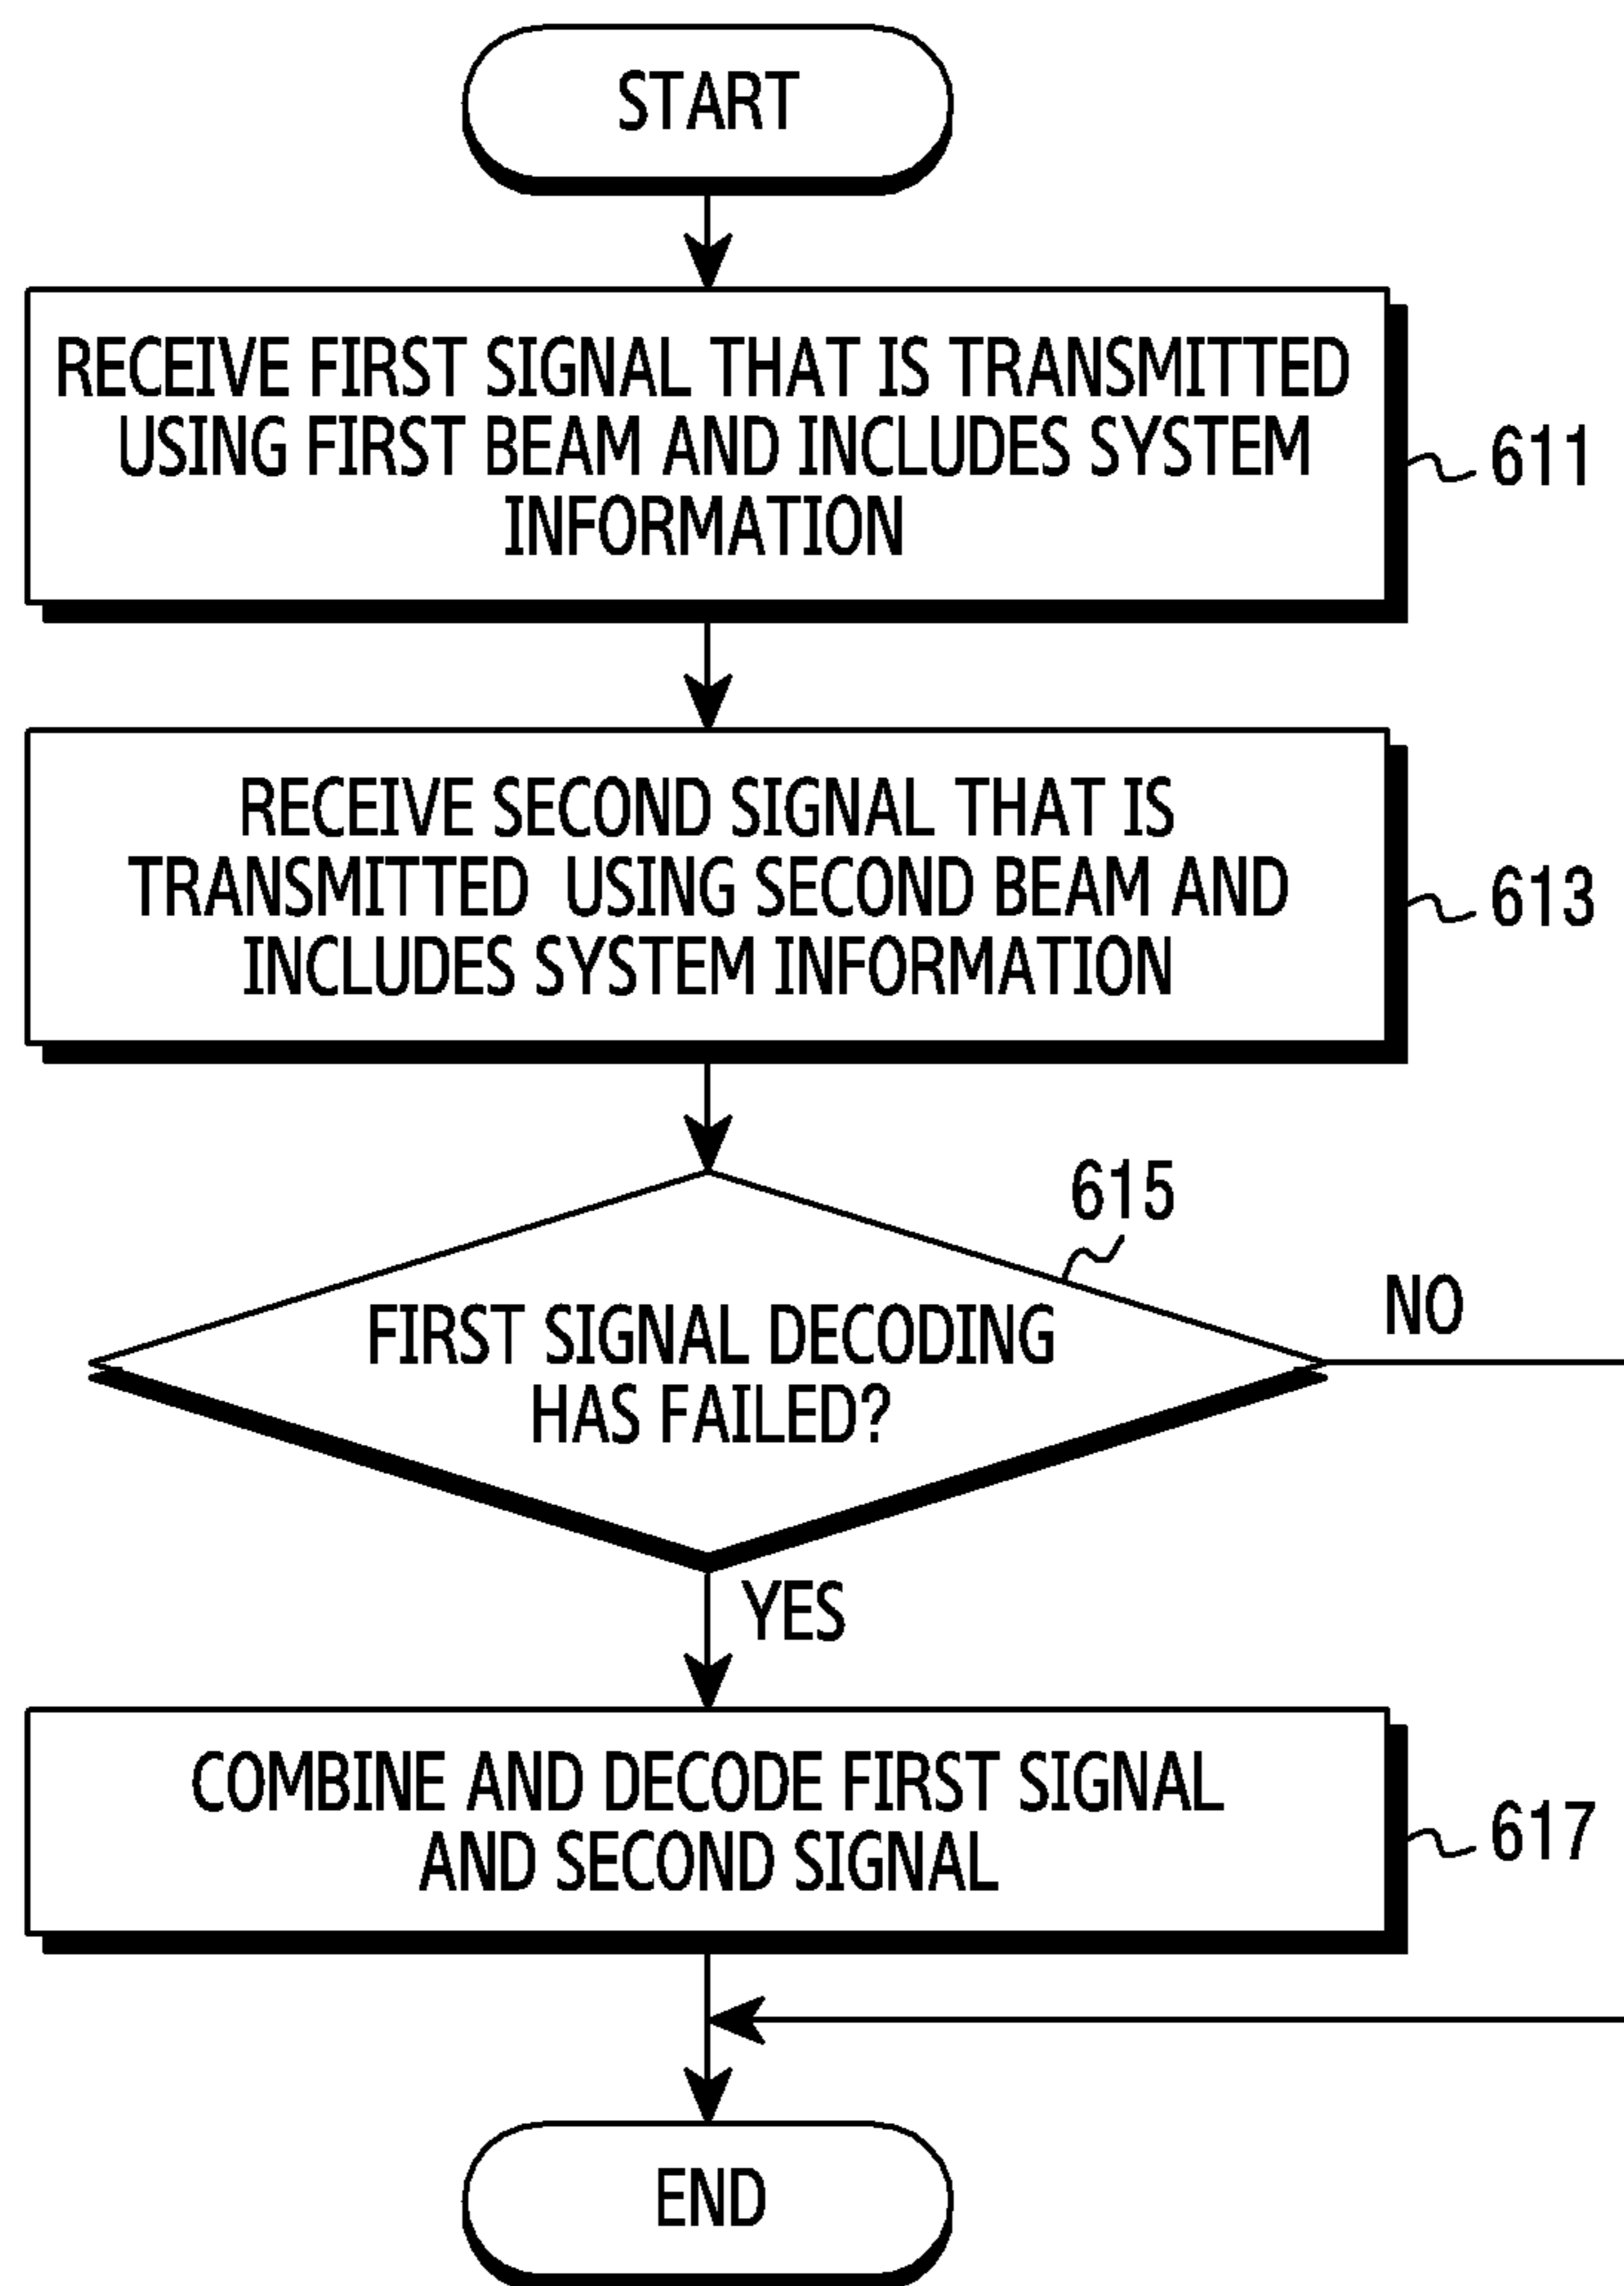 START
RECEIVE FIRST SIGNAL THAT IS TRANSMITTED
USING FIRST BEAM AND INCLUDES SYSTEM
INFORMATION
611
RECEIVE SECOND SIGNAL THAT IS
TRANSMITTED USING SECOND BEAM AND
INCLUDES SYSTEM INFORMATION
613
615
FIRST SIGNAL DECODING
HAS FAILED?
NO
YES
COMBINE AND DECODE FIRST SIGNAL
AND SECOND SIGNAL
617
END